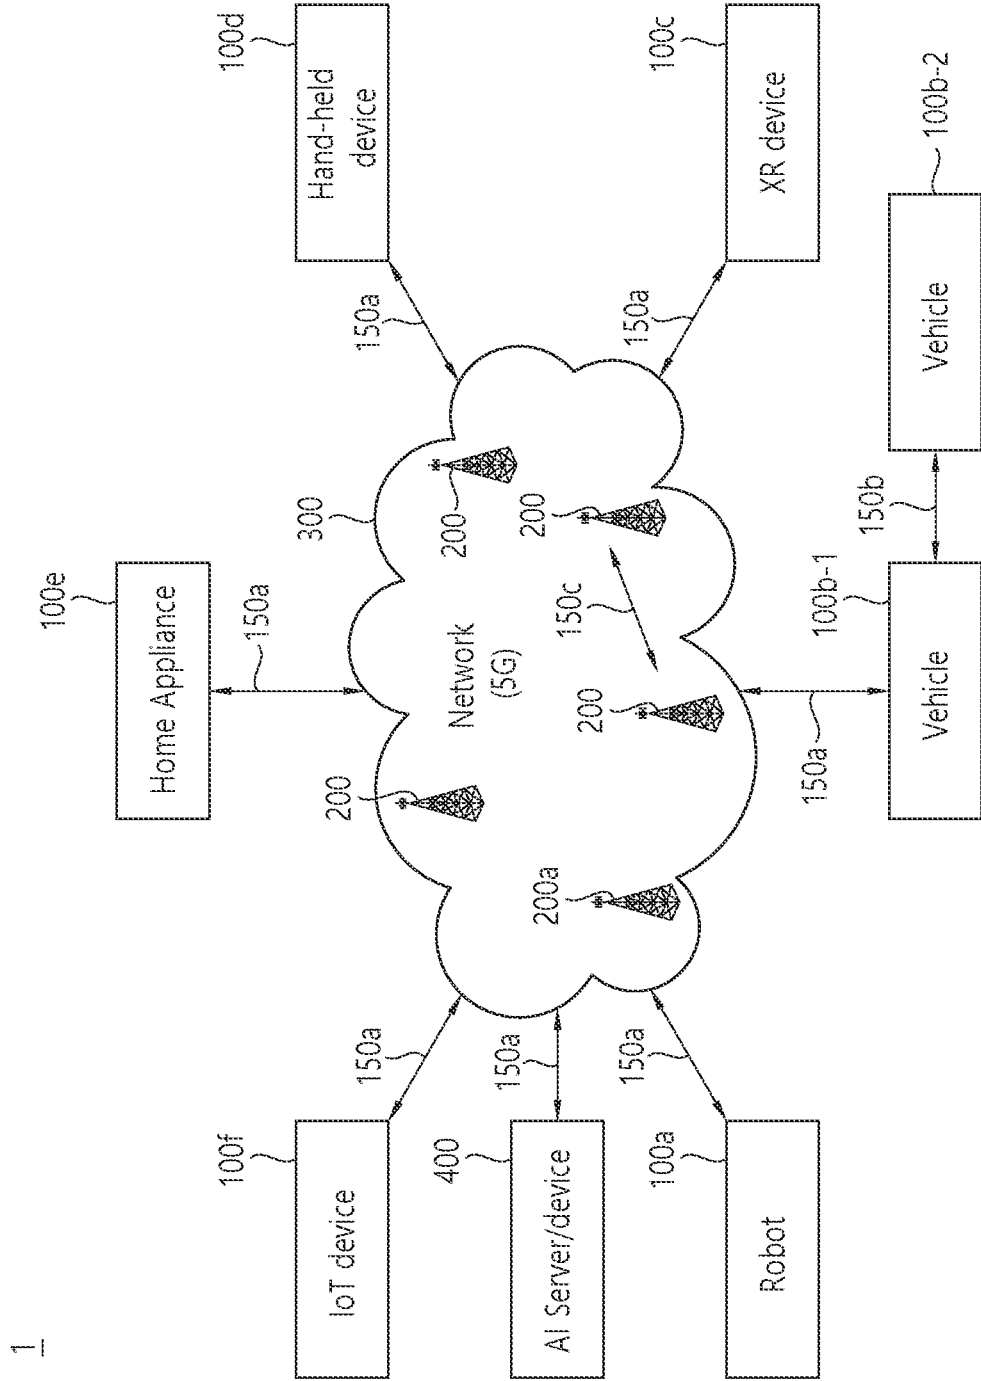 1
100e
Home Appliance
150a
100f
IoT device
150a
300
100d
Hand-held
device
150a
200
200
Network
(5G)
400
AI Server/device
150a
200a
200
150c
200
100a
Robot
150a
100c
XR device
150a
150a
100b-1
Vehicle
150b
100b-2
Vehicle